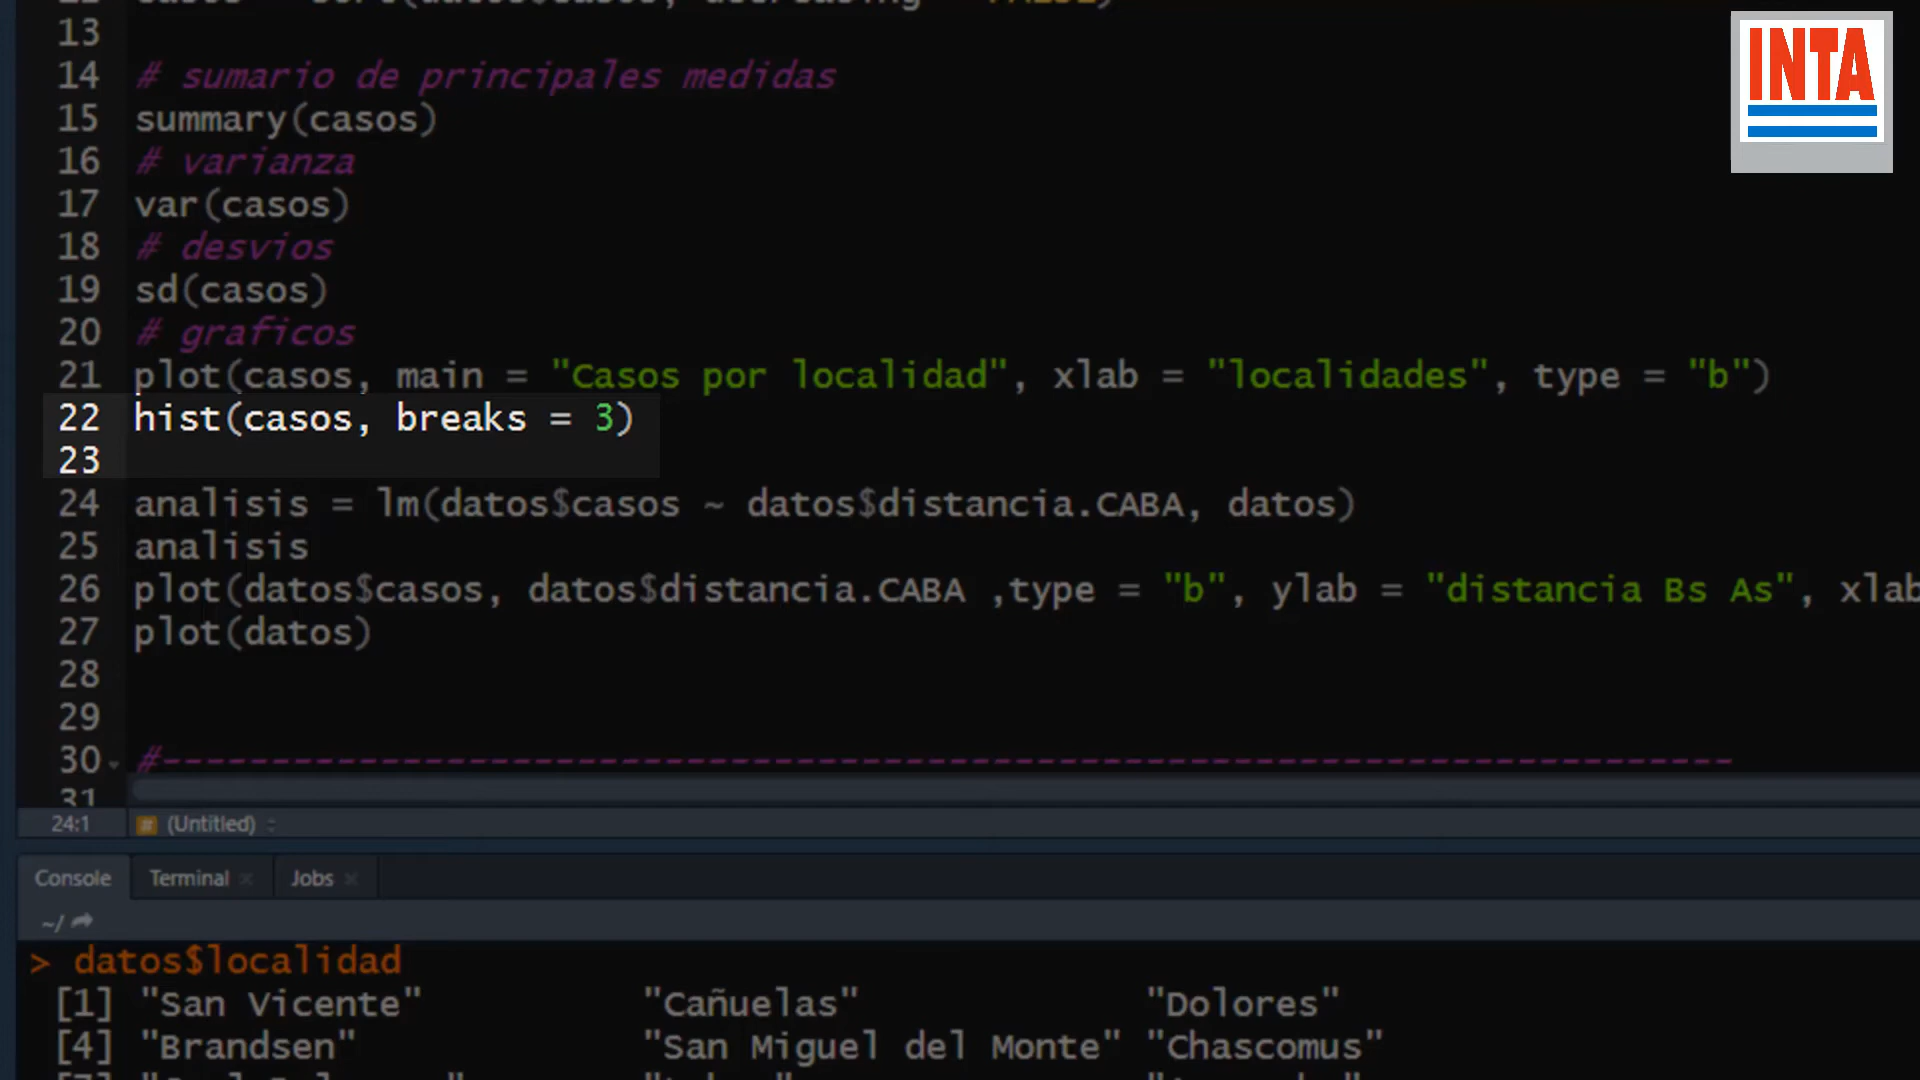 INTA
13
14 # sumario de principales medidas
15 summary(casos)
16 # varianza
17 var(casos)
18 # desvios
19 sd(casos)
20 # graficos
21 plot(casos, main = "Casos por localidad", xlab = "localidades", type = "b")
22 hist(casos, breaks = 3)
23
24 analisis = lm(datos$casos ~ datos$distancia.CABA, datos)
25 analisis
26 plot(datos$casos, datos$distancia.CABA ,type = "b", ylab = "distancia Bs As", xlab
27 plot(datos)
28
29
30 #------------------------------------------------------------------------
31
24:1 # (Untitled)
Console Terminal × Jobs ×
~/
> datos$localidad
[1] "San Vicente" "Cañuelas" "Dolores"
[4] "Brandsen" "San Miguel del Monte" "Chascomus"